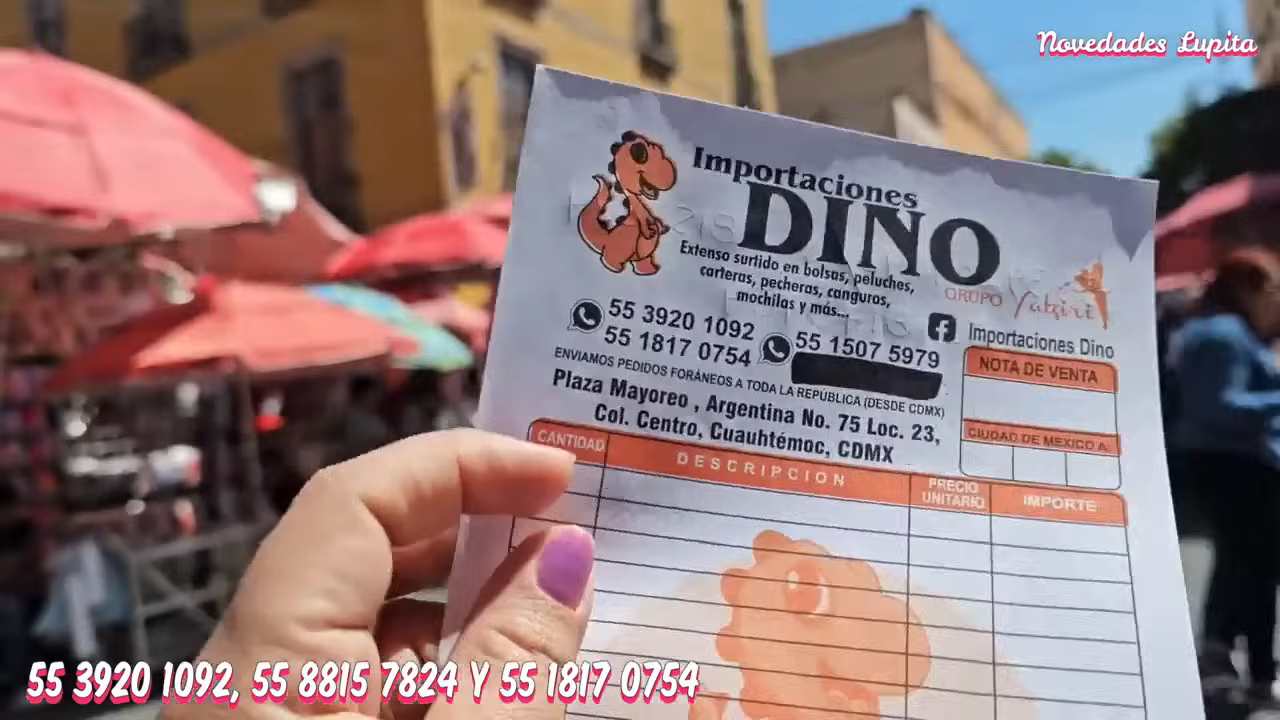 Novedades Lupita
Importaciones
DINO
Extenso surtido en bolsas, peluches,
carteras, pecheras, canguros,
mochilas y más...
GRUPO Yatziri
55 3920 1092
55 1817 0754
55 1507 5979
Importaciones Dino
ENVIAMOS PEDIDOS FORÁNEOS A TODA LA REPÚBLICA (DESDE CDMX)
Plaza Mayoreo , Argentina No. 75 Loc. 23,
Col. Centro, Cuauhtémoc, CDMX
NOTA DE VENTA
CIUDAD DE MEXICO A:
CANTIDAD
DESCRIPCION
PRECIO
UNITARIO
IMPORTE
55 3920 1092, 55 8815 7824 Y 55 1817 0754